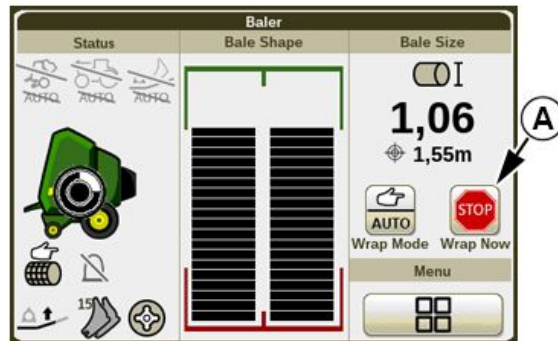 Baler
Status
Bale Shape
Bale Size
AUTO AUTO AUTO
1,06
1,55m
A
AUTO
STOP
Wrap Mode
Wrap Now
Menu
15